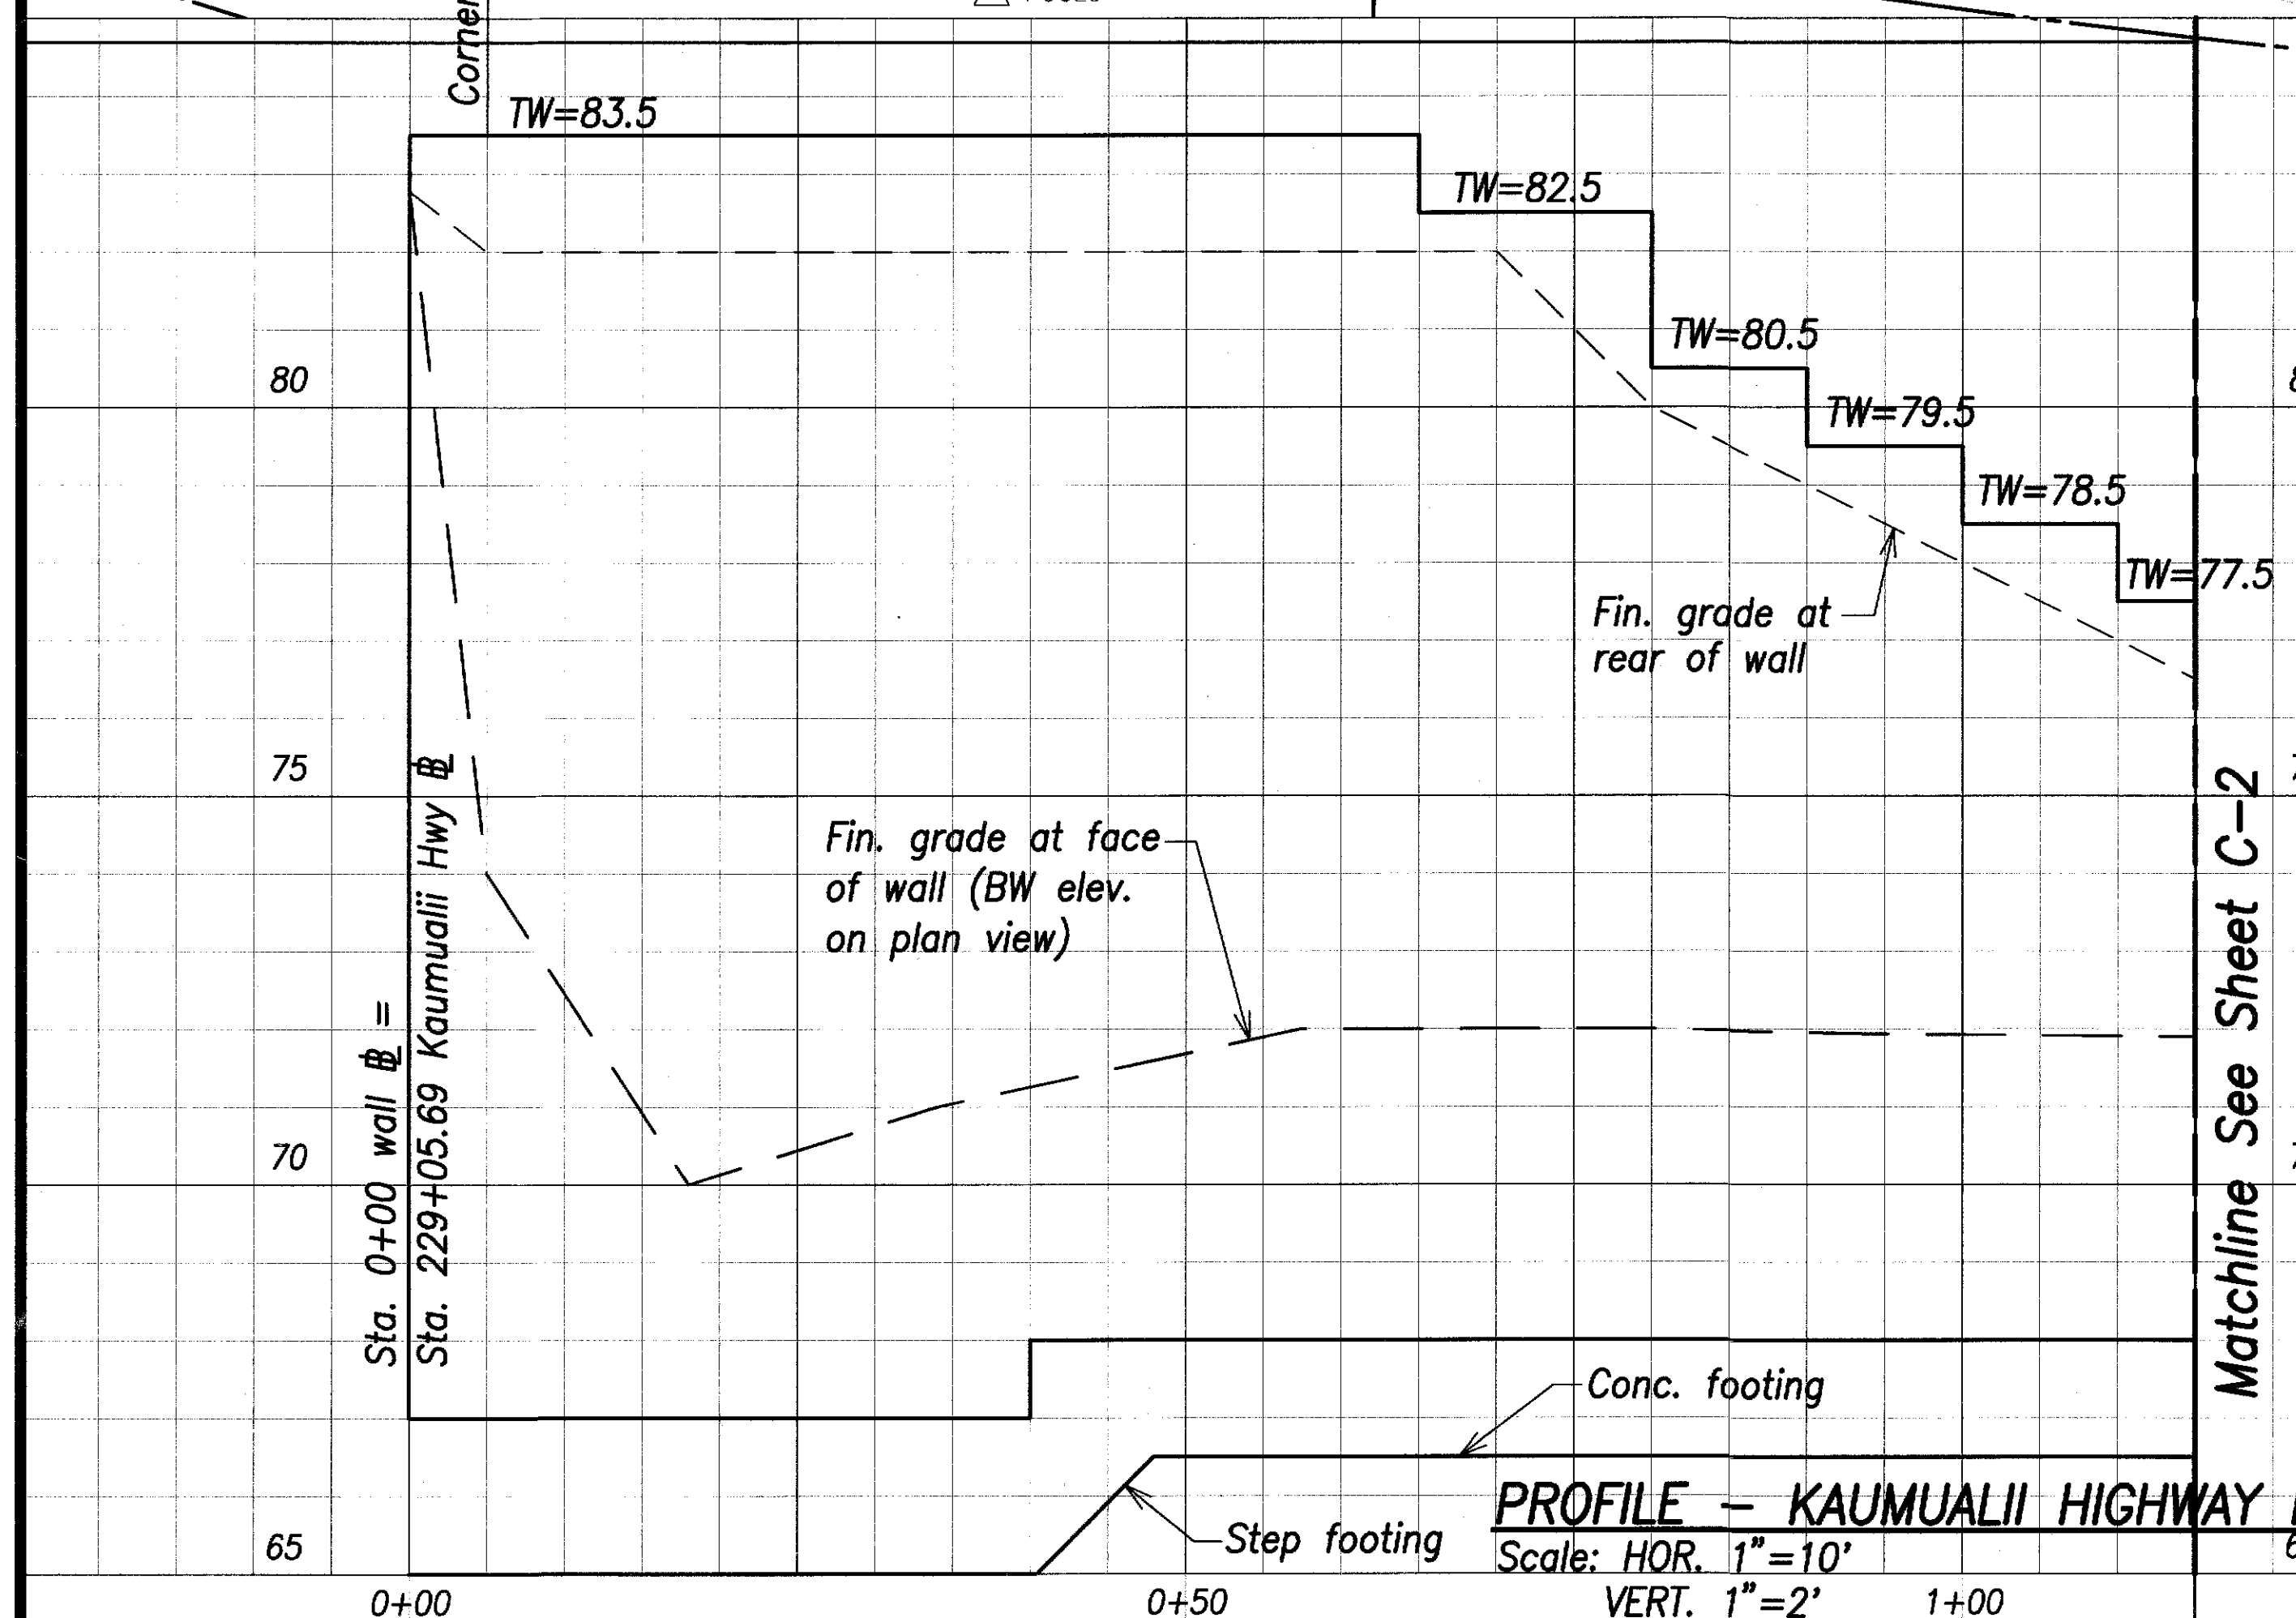 Corner
TW=83.5
TW=82.5
TW=80.5
TW=79.5
TW=78.5
TW=77.5
80
75
70
65
Fin. grade at
rear of wall
Fin. grade at face
of wall (BW elev.
on plan view)
Sta. 0+00 wall B =
Sta. 229+05.69 Kaumualii Hwy B
Conc. footing
Step footing
Matchline See Sheet C-2
PROFILE - KAUMUALII HIGHWAY
Scale: HOR. 1"=10'
VERT. 1"=2'
0+00
0+50
1+00